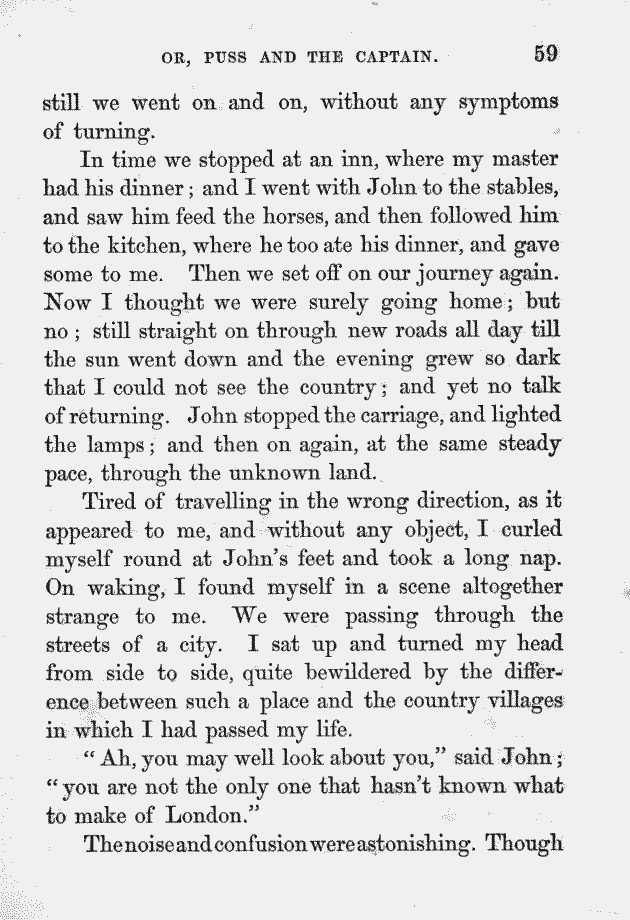 OR, PUSS AND THE CAPTAIN. 59
still we went on and on, without any symptoms
of turning.
In time we stopped at an inn, where my master
had his dinner; and I went with John to the stables,
and saw him feed the horses, and then followed him
to the kitchen, where he too ate his dinner, and gave
some to me. Then we set off on our journey again.
Now I thought we were surely going home; but
no; still straight on through new roads all day till
the sun went down and the evening grew so dark
that I could not see the country; and yet no talk
of returning. John stopped the carriage, and lighted
the lamps; and then on again, at the same steady
pace, through the unknown land.
Tired of travelling in the wrong direction, as it
appeared to me, and without any object, I curled
myself round at John's feet and took a long nap.
On waking, I found myself in a scene altogether
strange to me. We were passing through the
streets of a city. I sat up and turned my head
from side to side, quite bewildered by the differ-
ence between such a place and the country villages
in which I had passed my life.
“Ah, you may well look about you,” said John;
“you are not the only one that hasn't known what
to make of London.”
The noise and confusion were astonishing. Though